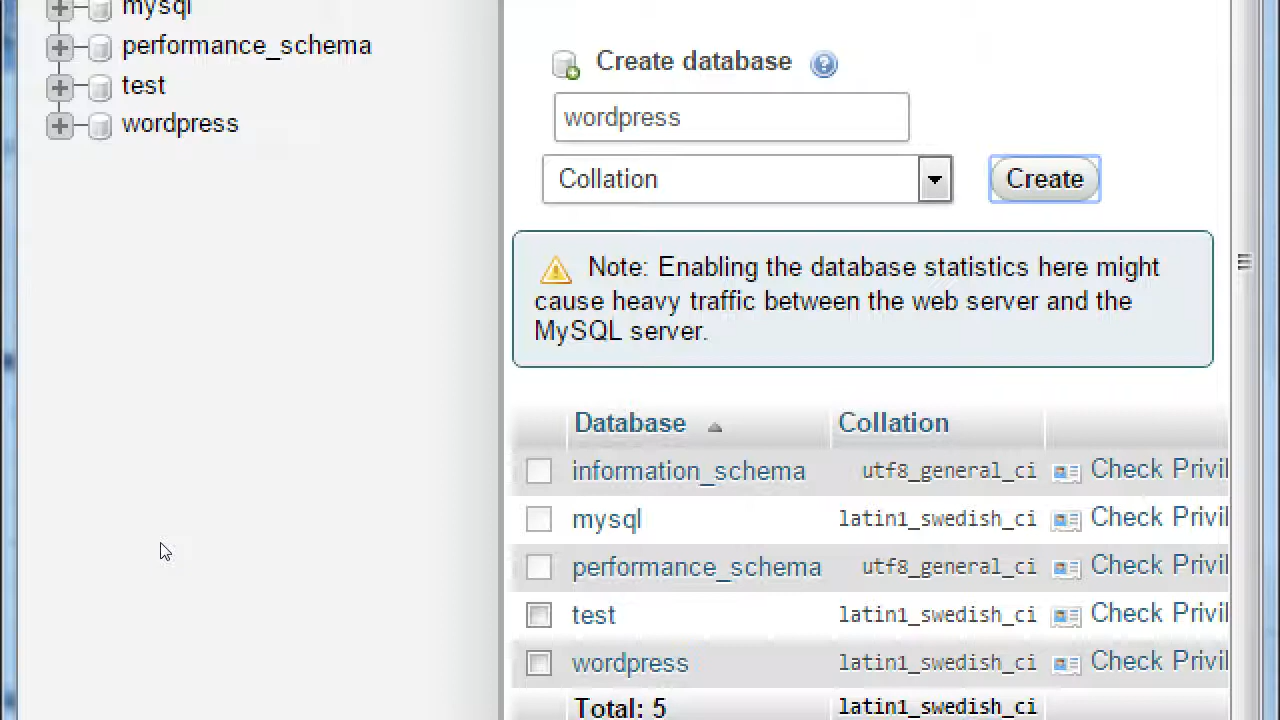 mysql
performance_schema
test
wordpress
Create database
wordpress
Collation
Create
Note: Enabling the database statistics here might
cause heavy traffic between the web server and the
MySQL server.
Database Collation
information_schema utf8_general_ci Check Privil
mysql latin1_swedish_ci Check Privil
performance_schema utf8_general_ci Check Privil
test latin1_swedish_ci Check Privil
wordpress latin1_swedish_ci Check Privil
Total: 5 latin1_swedish_ci